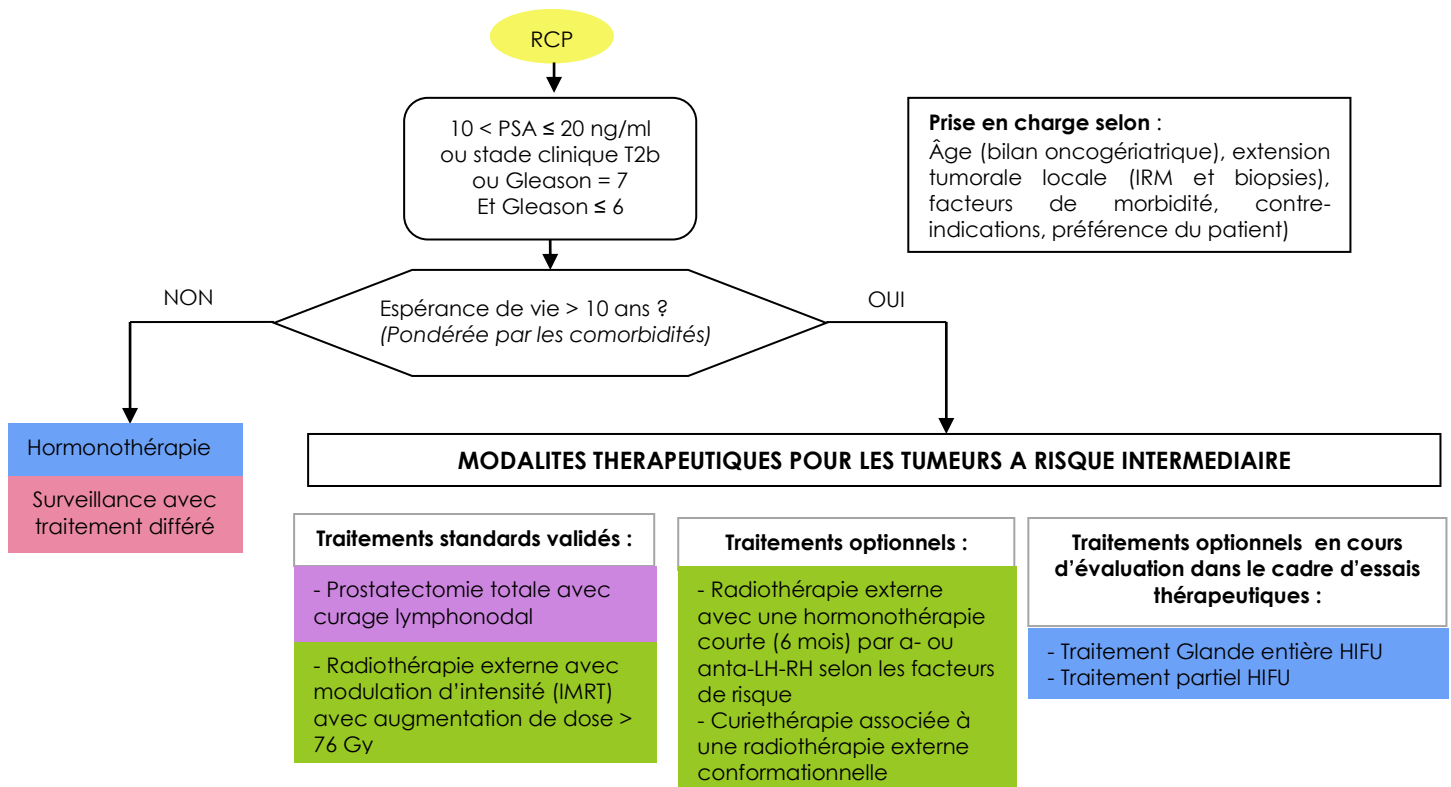 RCP
10 < PSA ≤ 20 ng/ml
ou stade clinique T2b
ou Gleason = 7
Et Gleason ≤ 6
Prise en charge selon :
Âge (bilan oncogériatrique), extension
tumorale locale (IRM et biopsies),
facteurs de morbidité, contre-
indications, préférence du patient)
NON
Espérance de vie > 10 ans ?
(Pondérée par les comorbidités)
OUI
Hormonothérapie
Surveillance avec
traitement différé
MODALITES THERAPEUTIQUES POUR LES TUMEURS A RISQUE INTERMEDIAIRE
Traitements standards validés :
- Prostatectomie totale avec
curage lymphonodal
- Radiothérapie externe avec
modulation d'intensité (IMRT)
avec augmentation de dose >
76 Gy
Traitements optionnels :
- Radiothérapie externe
avec une hormonothérapie
courte (6 mois) par a- ou
anta-LH-RH selon les facteurs
de risque
- Curiethérapie associée à
une radiothérapie externe
conformationnelle
Traitements optionnels en cours
d'évaluation dans le cadre d'essais
thérapeutiques :
- Traitement Glande entière HIFU
- Traitement partiel HIFU